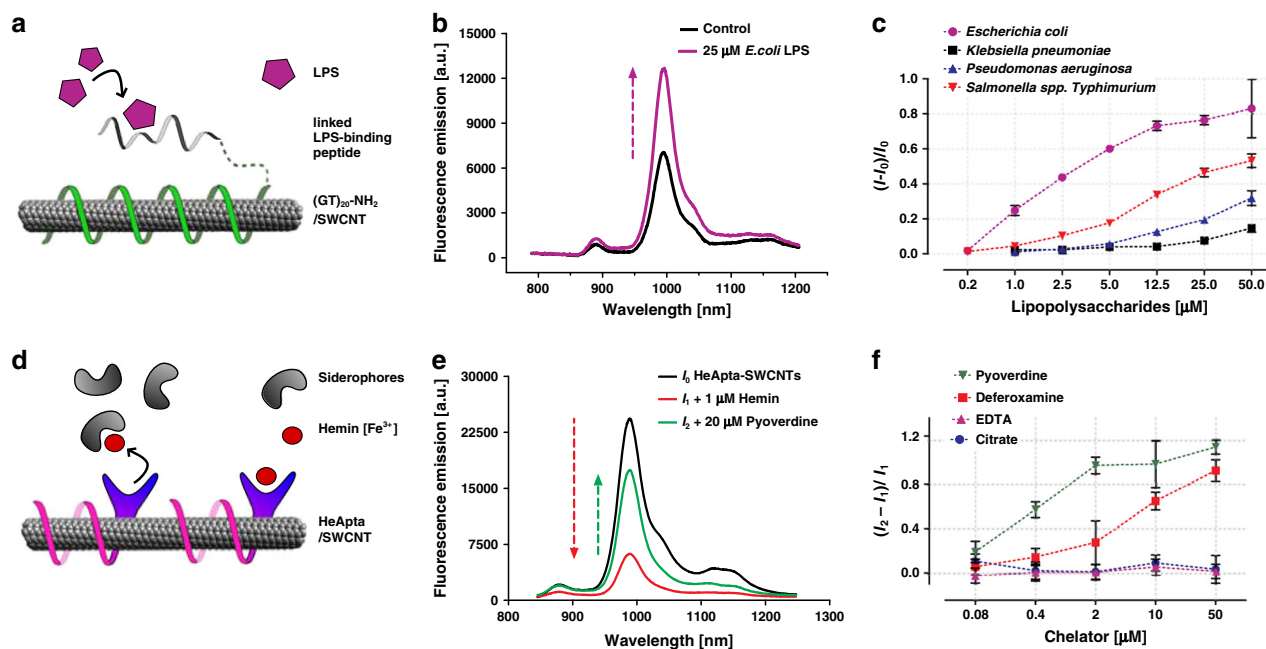 a
LPS
linked
LPS-binding
peptide
(GT)₂₀-NH₂
/SWCNT
b
Control
25 µM E.coli LPS
Fluorescence emission [a.u.]
15000
12000
9000
6000
3000
0
800
900
1000
1100
1200
Wavelength [nm]
c
Escherichia coli
Klebsiella pneumoniae
Pseudomonas aeruginosa
Salmonella spp. Typhimurium
(I-I₀)/I₀
1.0
0.8
0.6
0.4
0.2
0.0
0.2
1.0
2.5
5.0
12.5
25.0
50.0
Lipopolysaccharides [µM]
d
Siderophores
Hemin [Fe³⁺]
HeApta
/SWCNT
e
I₀ HeApta-SWCNTs
I₁ + 1 µM Hemin
I₂ + 20 µM Pyoverdine
Fluorescence emission [a.u.]
30000
22500
15000
7500
0
800
900
1000
1100
1200
1300
Wavelength [nm]
f
Pyoverdine
Deferoxamine
EDTA
Citrate
(I₂ – I₁)/ I₁
1.2
0.8
0.4
0.0
0.08
0.4
2
10
50
Chelator [µM]